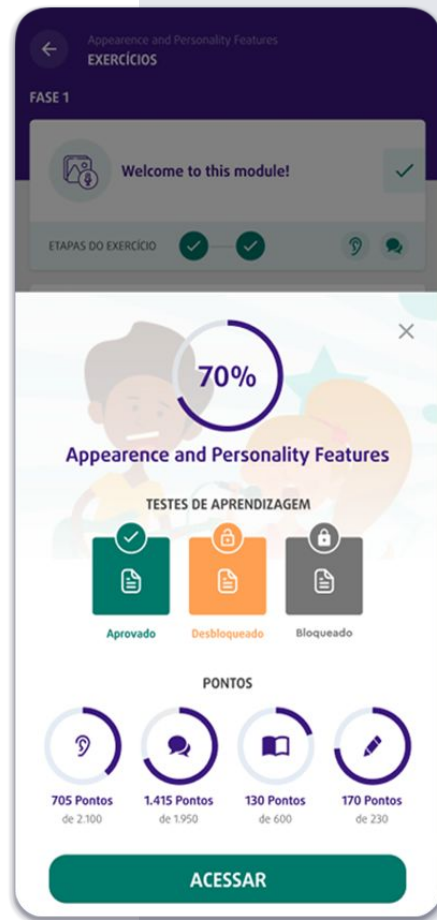 Appearence and Personality Features
EXERCÍCIOS
FASE 1
Welcome to this module!
ETAPAS DO EXERCÍCIO
70%
Appearence and Personality Features
TESTES DE APRENDIZAGEM
Aprovado Desbloqueado Bloqueado
PONTOS
705 Pontos 1.415 Pontos 130 Pontos 170 Pontos
de 2.100 de 1.950 de 600 de 230
ACESSAR